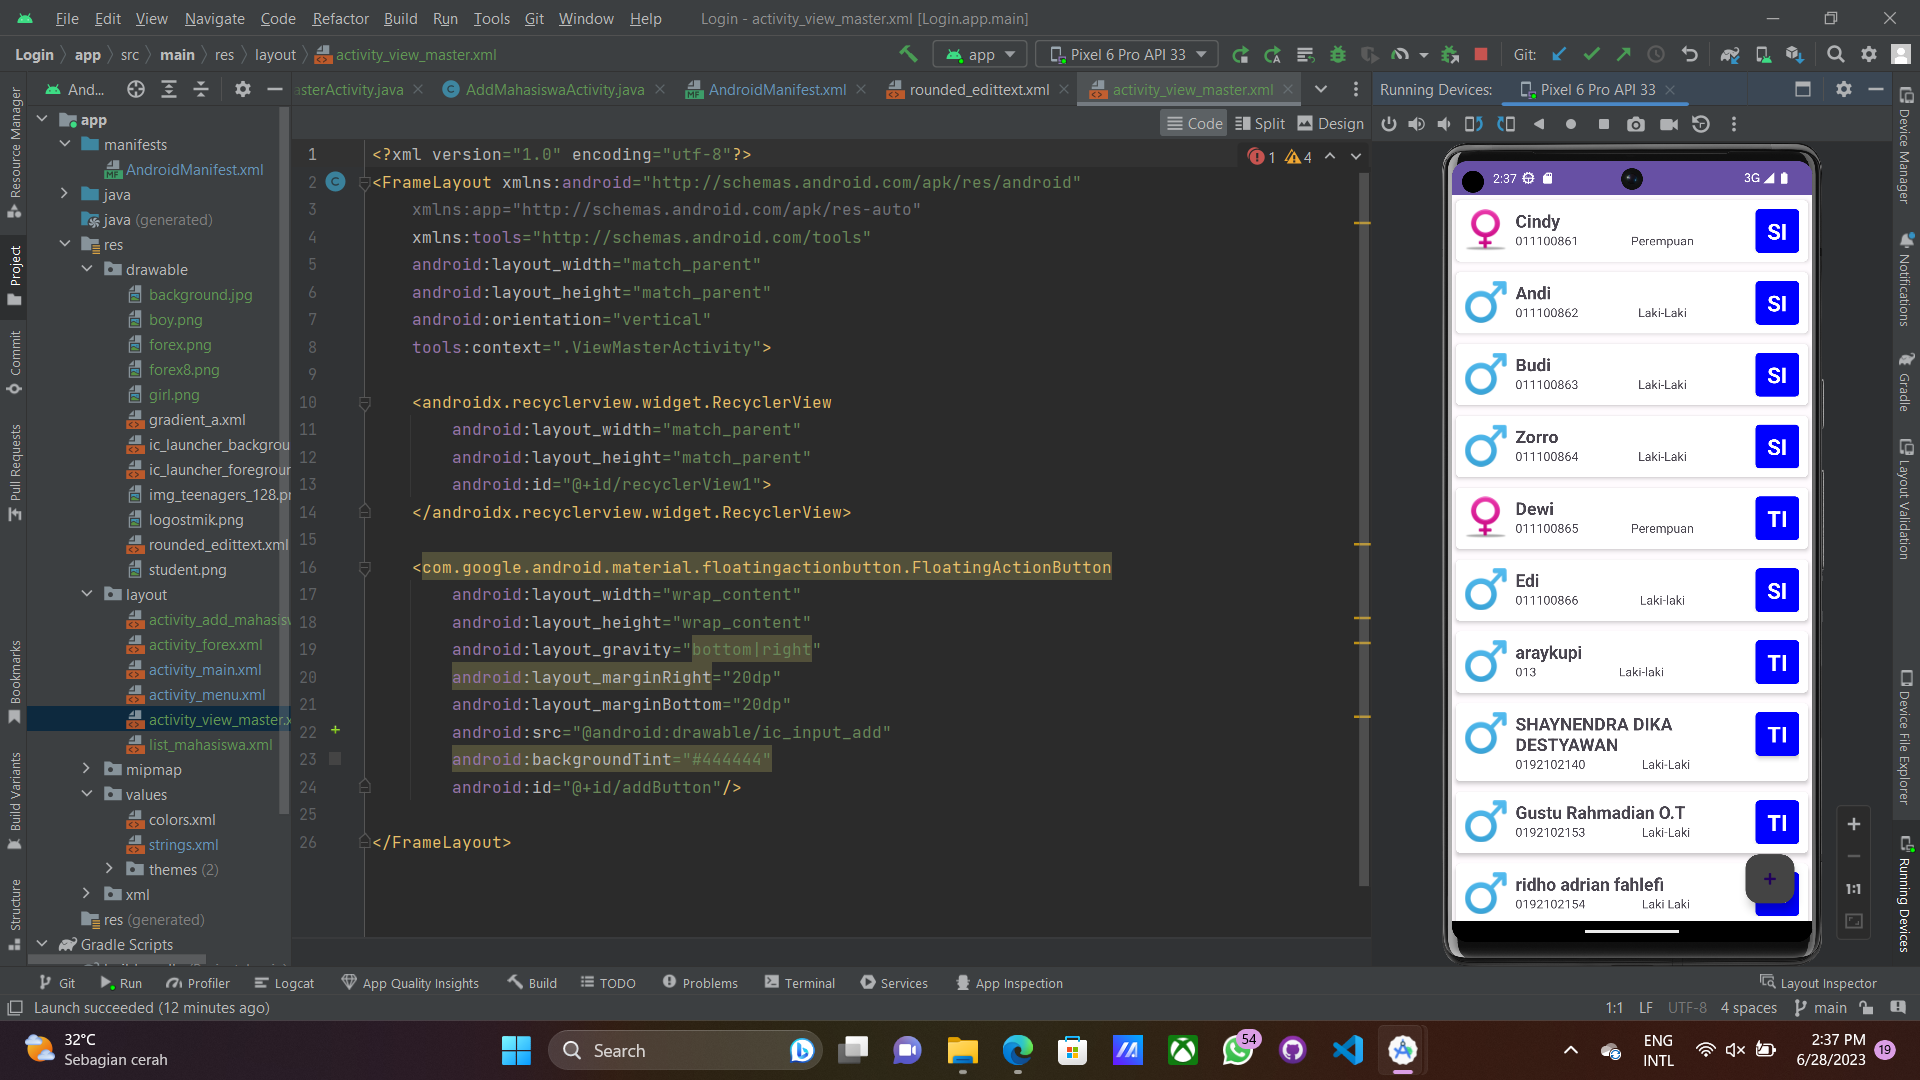 File Edit View Navigate Code Refactor Build Run Tools Git Window Help Login - activity_view_master.xml [Login.app.main]
Login app src main res layout activity_view_master.xml app Pixel 6 Pro API 33 Git:
And... asterActivity.java AddMahasiswaActivity.java AndroidManifest.xml rounded_edittext.xml activity_view_master.xml Running Devices: Pixel 6 Pro API 33
Code Split Design
Resource Manager
Project
Commit
Pull Requests
Bookmarks
Build Variants
Structure
app
manifests
AndroidManifest.xml
java
java (generated)
res
drawable
background.jpg
boy.png
forex.png
forex8.png
girl.png
gradient_a.xml
ic_launcher_backgrou
ic_launcher_foregroun
img_teenagers_128.pr
logostmik.png
rounded_edittext.xml
student.png
layout
activity_add_mahasisw
activity_forex.xml
activity_main.xml
activity_menu.xml
activity_view_master.x
list_mahasiswa.xml
mipmap
values
colors.xml
strings.xml
themes (2)
xml
res (generated)
Gradle Scripts
1 <?xml version="1.0" encoding="utf-8"?>
2 <FrameLayout xmlns:android="http://schemas.android.com/apk/res/android"
3 xmlns:app="http://schemas.android.com/apk/res-auto"
4 xmlns:tools="http://schemas.android.com/tools"
5 android:layout_width="match_parent"
6 android:layout_height="match_parent"
7 android:orientation="vertical"
8 tools:context=".ViewMasterActivity">
9
10 <androidx.recyclerview.widget.RecyclerView
11 android:layout_width="match_parent"
12 android:layout_height="match_parent"
13 android:id="@+id/recyclerView1">
14 </androidx.recyclerview.widget.RecyclerView>
15
16 <com.google.android.material.floatingactionbutton.FloatingActionButton
17 android:layout_width="wrap_content"
18 android:layout_height="wrap_content"
19 android:layout_gravity="bottom|right"
20 android:layout_marginRight="20dp"
21 android:layout_marginBottom="20dp"
22 android:src="@android:drawable/ic_input_add"
23 android:backgroundTint="#444444"
24 android:id="@+id/addButton"/>
25
26 </FrameLayout>
1 4
2:37 3G
Cindy
011100861 Perempuan SI
Andi
011100862 Laki-Laki SI
Budi
011100863 Laki-Laki SI
Zorro
011100864 Laki-Laki SI
Dewi
011100865 Perempuan TI
Edi
011100866 Laki-laki SI
araykupi
013 Laki-laki TI
SHAYNENDRA DIKA
DESTYAWAN
0192102140 Laki-Laki TI
Gustu Rahmadian O.T
0192102153 Laki-Laki TI
ridho adrian fahlefi
0192102154 Laki Laki
1:1
Device Manager
Notifications
Gradle
Layout Validation
Device File Explorer
Running Devices
Git Run Profiler Logcat App Quality Insights Build TODO Problems Terminal Services App Inspection Layout Inspector
Launch succeeded (12 minutes ago) 1:1 LF UTF-8 4 spaces main
32°C
Sebagian cerah
Search
54
ENG
INTL
2:37 PM
6/28/2023
19